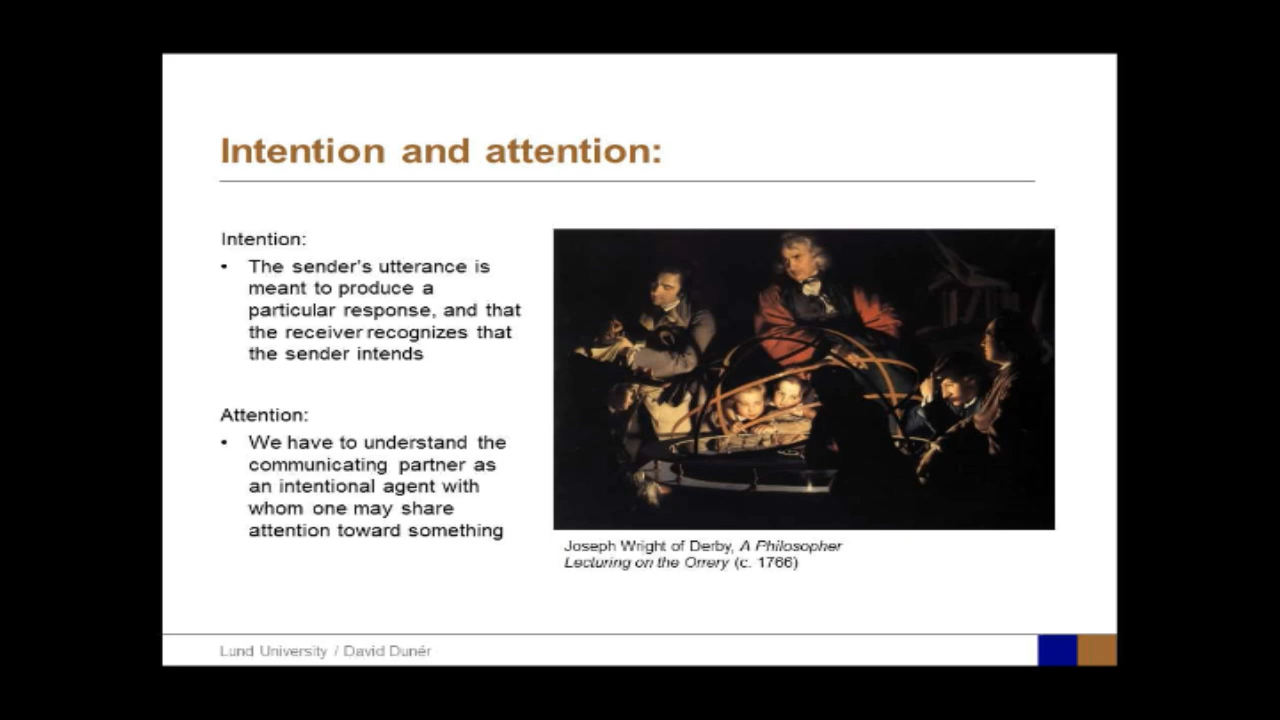 Intention and attention:
Intention:
• The sender's utterance is
meant to produce a
particular response, and that
the receiver recognizes that
the sender intends
Attention:
• We have to understand the
communicating partner as
an intentional agent with
whom one may share
attention toward something
Joseph Wright of Derby, A Philosopher
Lecturing on the Orrery (c. 1766)
Lund University / David Dunér